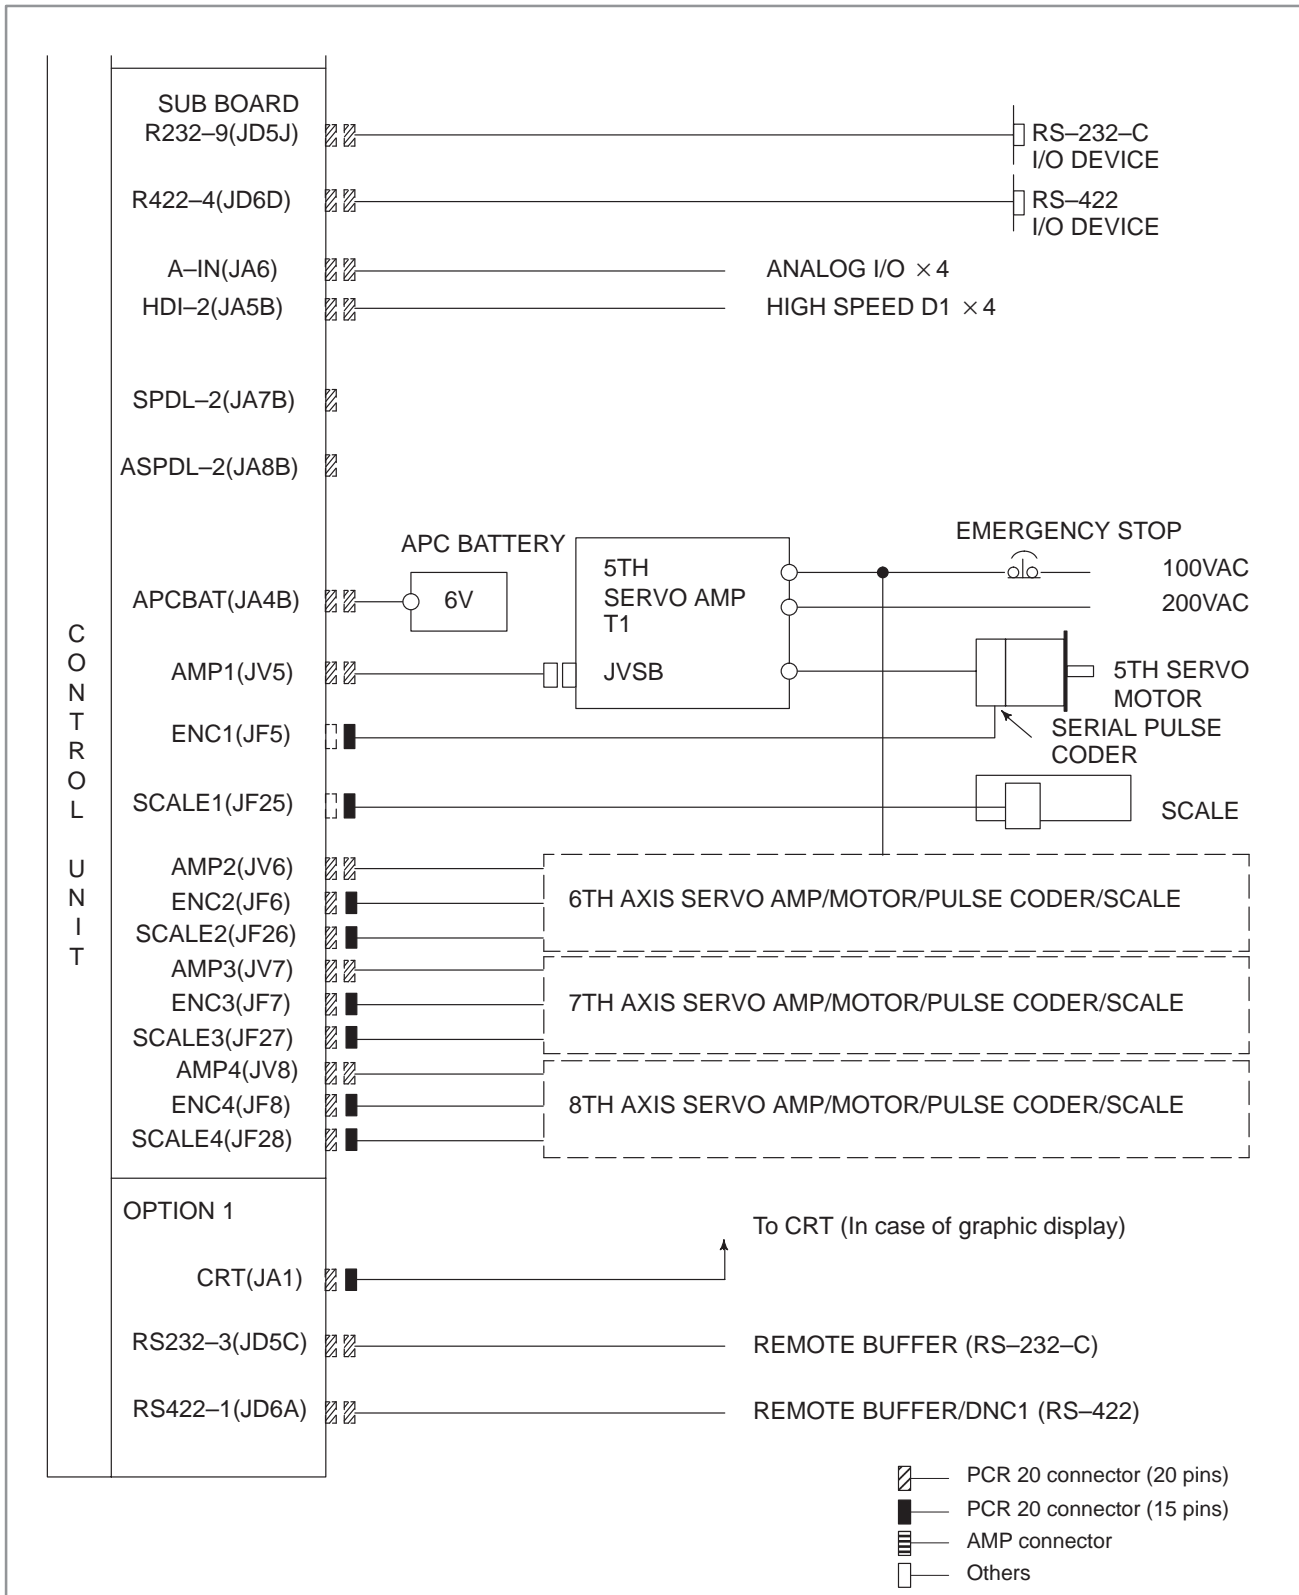 SUB BOARD
R232–9(JD5J)
RS–232–C
I/O DEVICE
R422–4(JD6D)
RS–422
I/O DEVICE
A–IN(JA6)
ANALOG I/O ×4
HDI–2(JA5B)
HIGH SPEED D1 ×4
SPDL–2(JA7B)
ASPDL–2(JA8B)
EMERGENCY STOP
APC BATTERY
5TH
SERVO AMP
T1
100VAC
200VAC
APCBAT(JA4B)
6V
AMP1(JV5)
JVSB
5TH SERVO
MOTOR
ENC1(JF5)
SERIAL PULSE
CODER
SCALE1(JF25)
SCALE
CONTROL UNIT
AMP2(JV6)
ENC2(JF6)
6TH AXIS SERVO AMP/MOTOR/PULSE CODER/SCALE
SCALE2(JF26)
AMP3(JV7)
ENC3(JF7)
7TH AXIS SERVO AMP/MOTOR/PULSE CODER/SCALE
SCALE3(JF27)
AMP4(JV8)
ENC4(JF8)
8TH AXIS SERVO AMP/MOTOR/PULSE CODER/SCALE
SCALE4(JF28)
OPTION 1
To CRT (In case of graphic display)
CRT(JA1)
RS232–3(JD5C)
REMOTE BUFFER (RS–232–C)
RS422–1(JD6A)
REMOTE BUFFER/DNC1 (RS–422)
PCR 20 connector (20 pins)
PCR 20 connector (15 pins)
AMP connector
Others